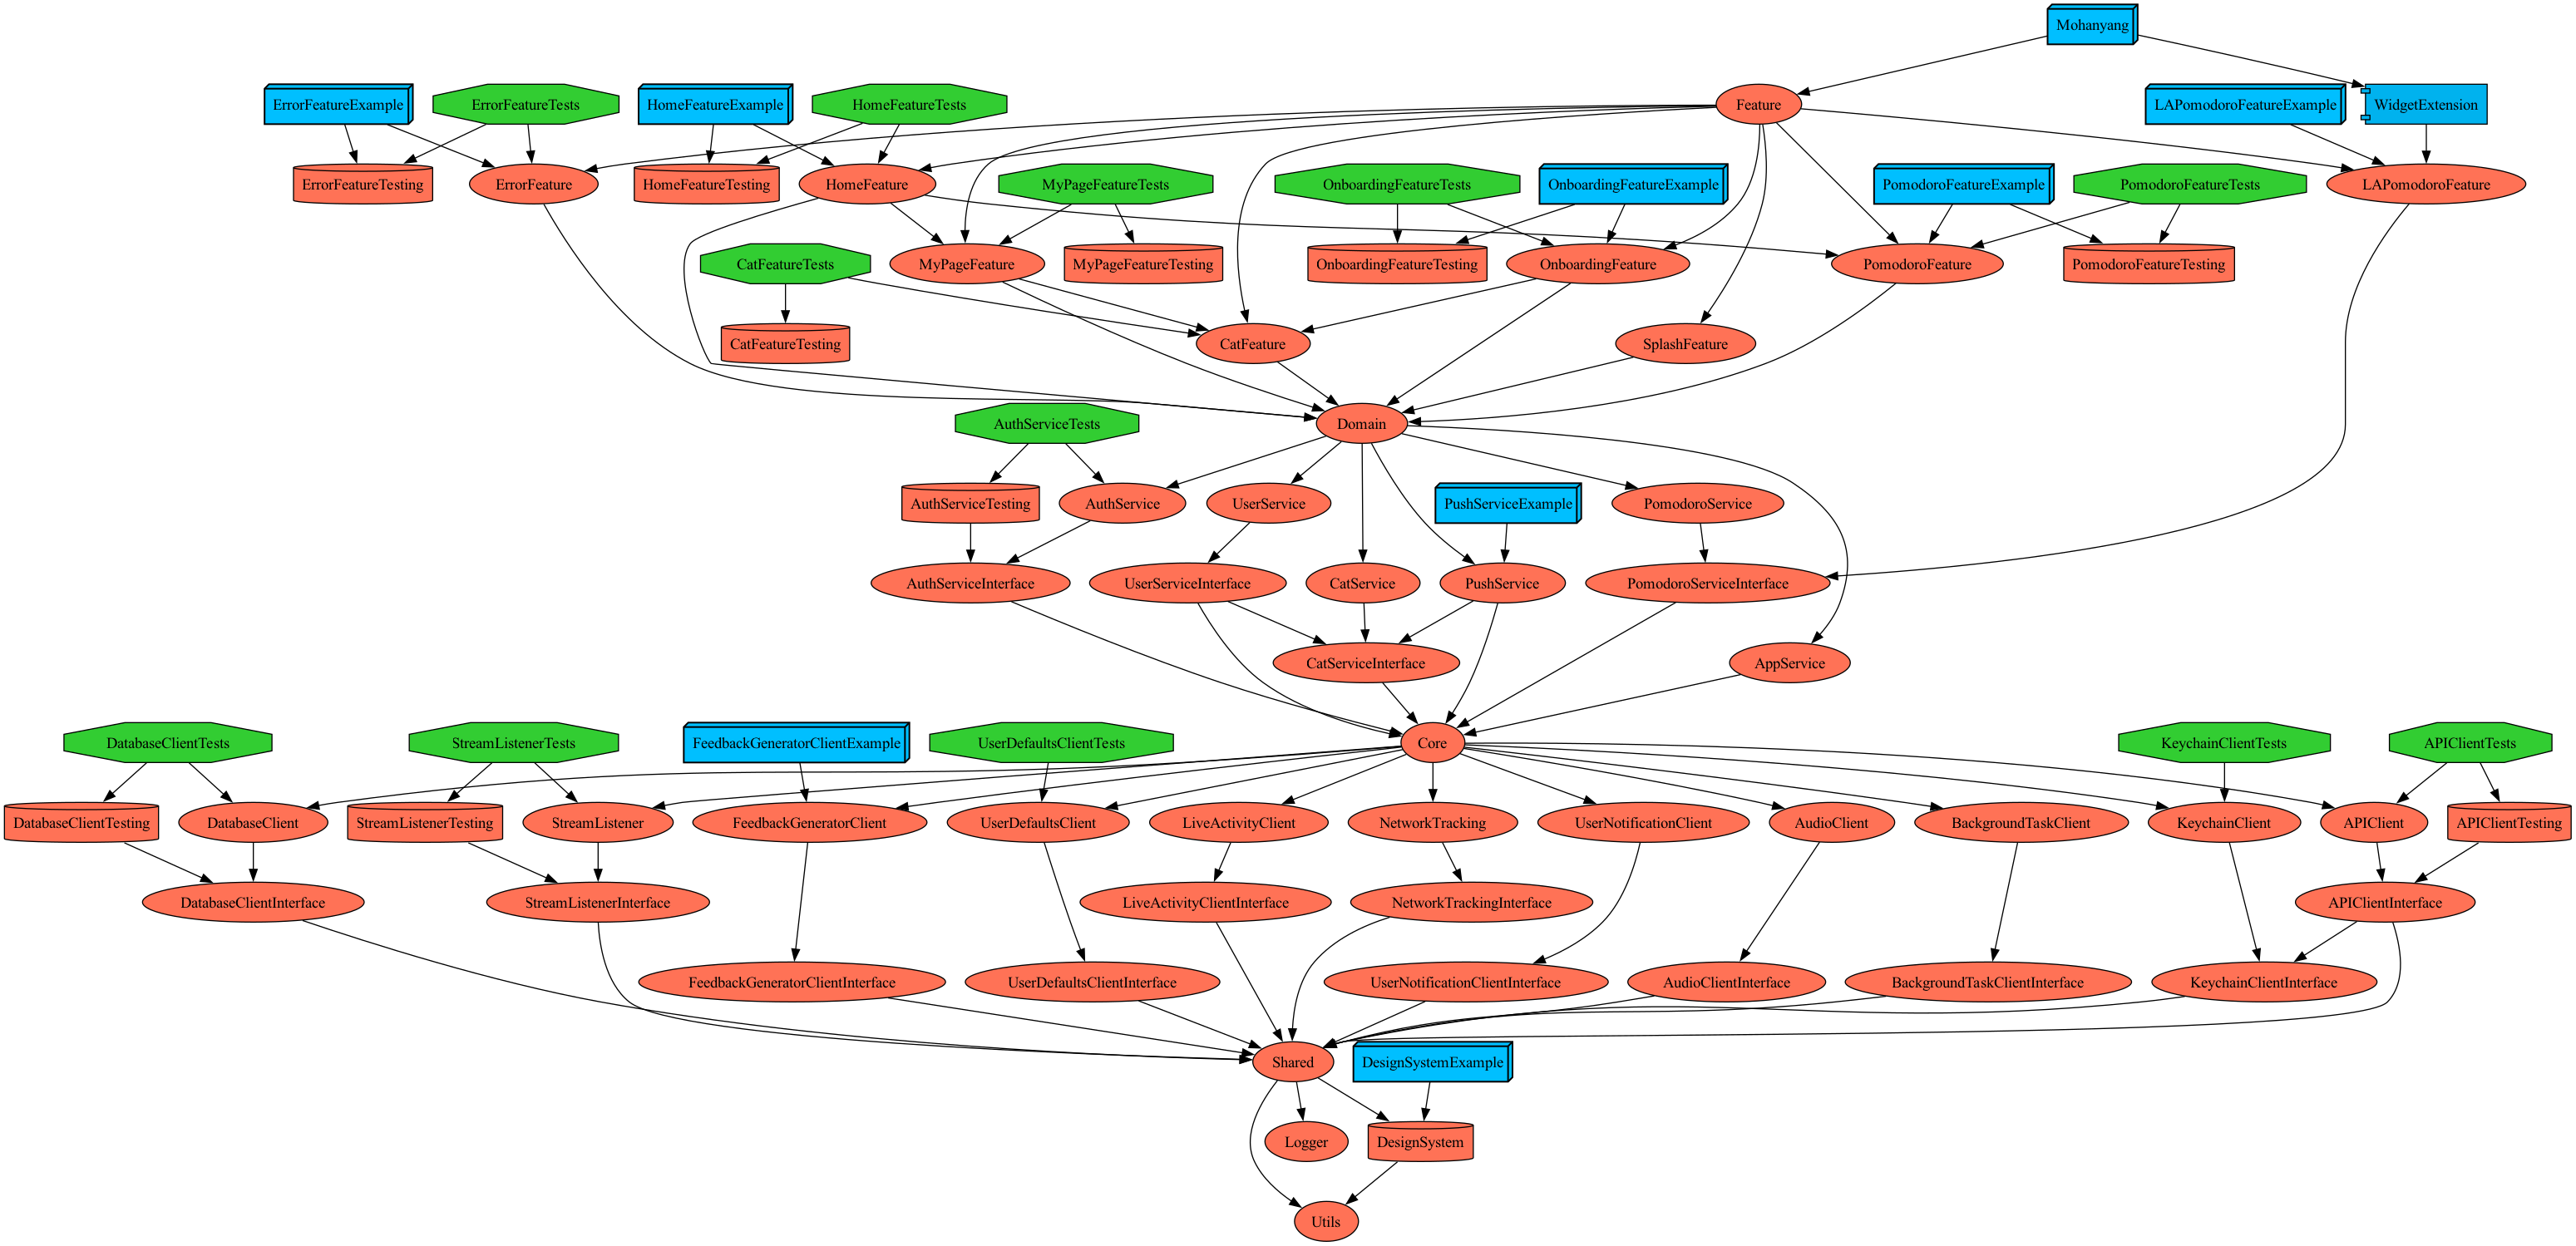 Mohanyang
ErrorFeatureExample
ErrorFeatureTests
HomeFeatureExample
HomeFeatureTests
Feature
LAPomodoroFeatureExample
WidgetExtension
ErrorFeatureTesting
ErrorFeature
HomeFeatureTesting
HomeFeature
MyPageFeatureTests
OnboardingFeatureTests
OnboardingFeatureExample
PomodoroFeatureExample
PomodoroFeatureTests
LAPomodoroFeature
CatFeatureTests
MyPageFeature
MyPageFeatureTesting
OnboardingFeatureTesting
OnboardingFeature
PomodoroFeature
PomodoroFeatureTesting
CatFeatureTesting
CatFeature
SplashFeature
AuthServiceTests
Domain
AuthServiceTesting
AuthService
UserService
PushServiceExample
PomodoroService
AuthServiceInterface
UserServiceInterface
CatService
PushService
PomodoroServiceInterface
CatServiceInterface
AppService
DatabaseClientTests
StreamListenerTests
FeedbackGeneratorClientExample
UserDefaultsClientTests
Core
KeychainClientTests
APIClientTests
DatabaseClientTesting
DatabaseClient
StreamListenerTesting
StreamListener
FeedbackGeneratorClient
UserDefaultsClient
LiveActivityClient
NetworkTracking
UserNotificationClient
AudioClient
BackgroundTaskClient
KeychainClient
APIClient
APIClientTesting
DatabaseClientInterface
StreamListenerInterface
LiveActivityClientInterface
NetworkTrackingInterface
APIClientInterface
FeedbackGeneratorClientInterface
UserDefaultsClientInterface
UserNotificationClientInterface
AudioClientInterface
BackgroundTaskClientInterface
KeychainClientInterface
Shared
DesignSystemExample
Logger
DesignSystem
Utils